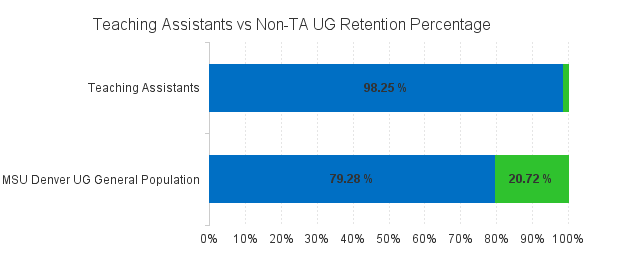 Teaching Assistants vs Non-TA UG Retention Percentage
Teaching Assistants
98.25 %
MSU Denver UG General Population
79.28 %
20.72 %
0% 10% 20% 30% 40% 50% 60% 70% 80% 90% 100%